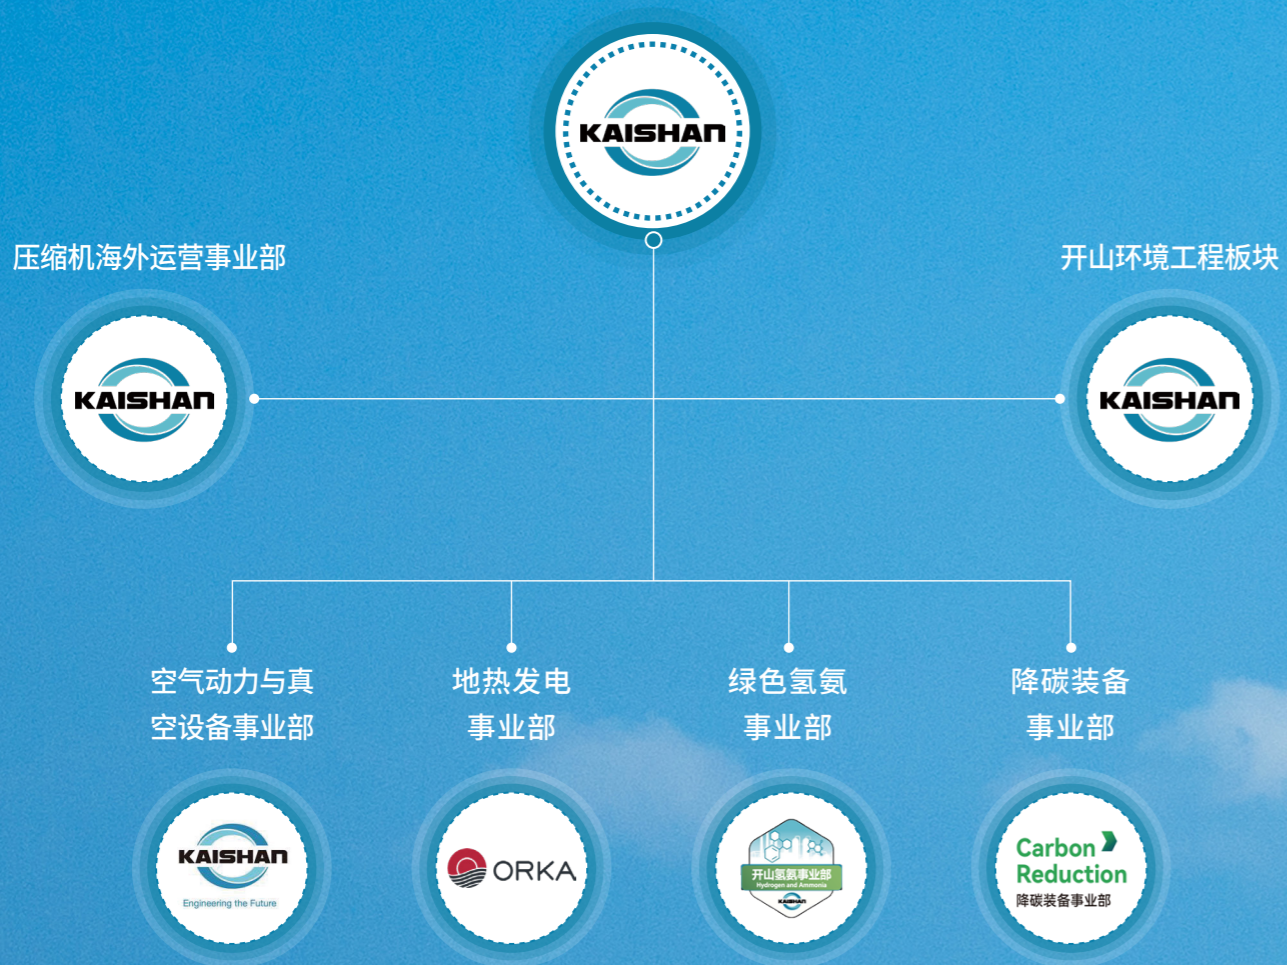 KAISHAN
压缩机海外运营事业部
开山环境工程板块
KAISHAN
KAISHAN
空气动力与真
空设备事业部
地热发电
事业部
绿色氢氨
事业部
降碳装备
事业部
KAISHAN
Engineering the Future
ORKA
开山氢氨事业部
Hydrogen and Ammonia
KAISHAN
Carbon
Reduction
降碳装备事业部